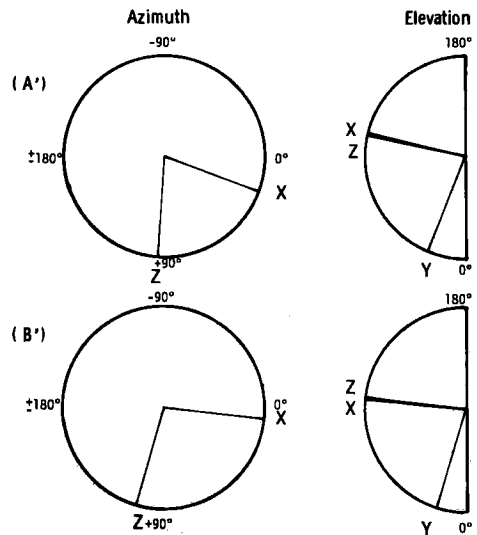 Azimuth
Elevation
-90°
180°
(A')
±180°
0°
X
X
Z
+90°
Z
Y
0°
-90°
180°
(B')
±180°
0°
X
Z
X
Z +90°
Y
0°